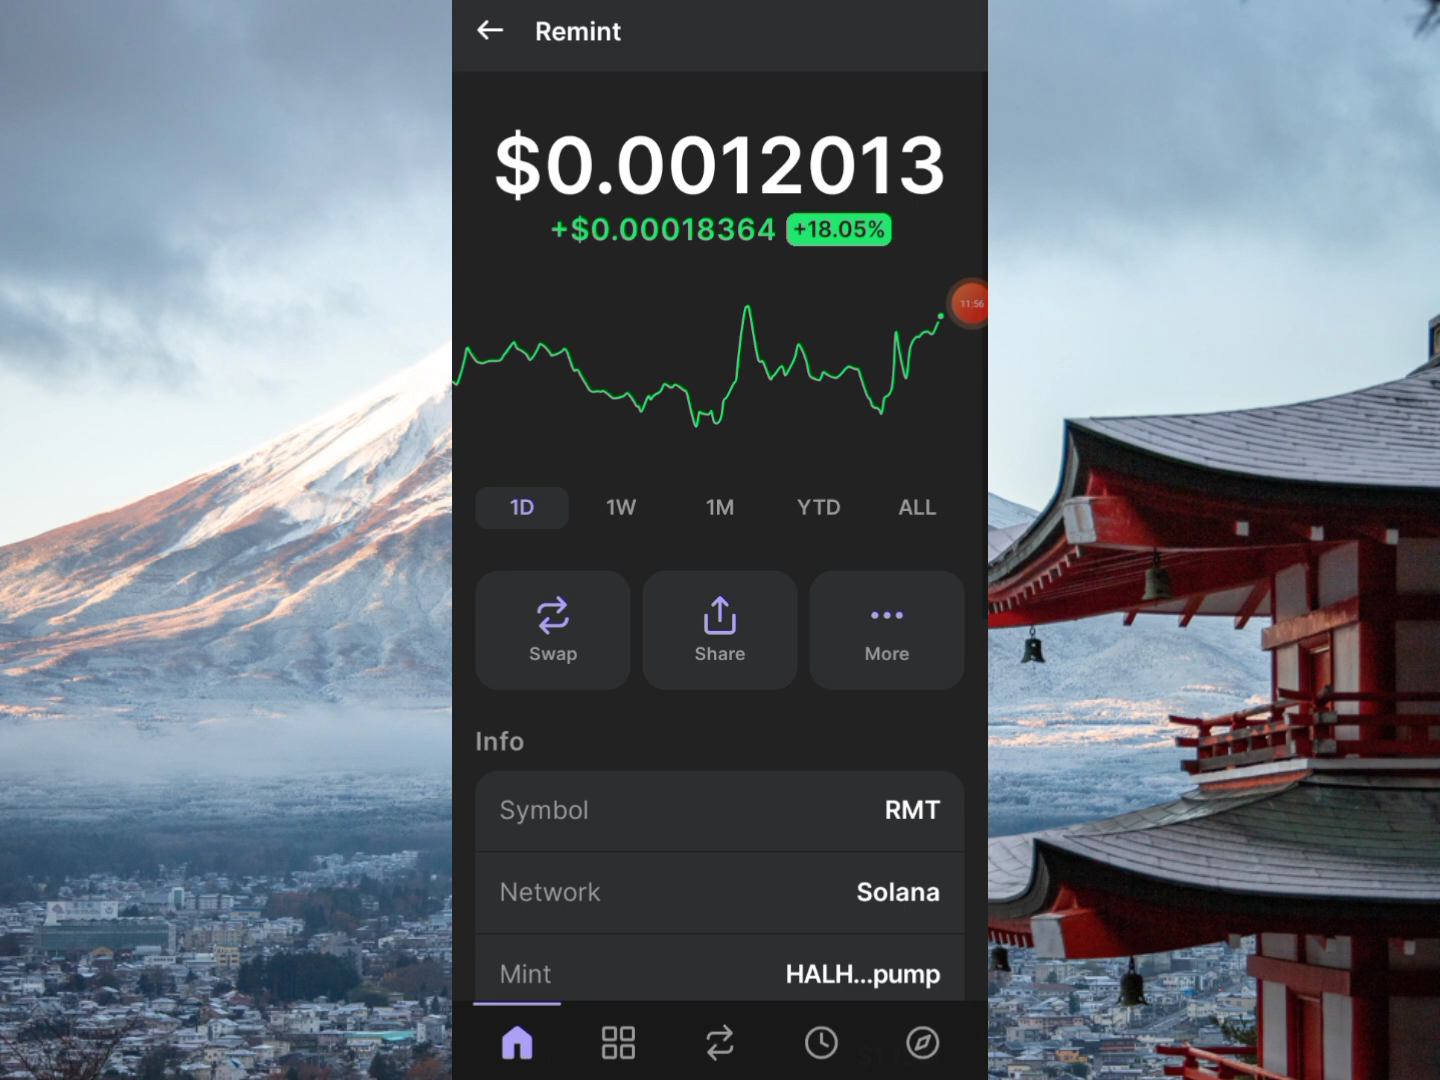 Remint
$0.0012013
+$0.00018364 +18.05%
11:56
1D 1W 1M YTD ALL
Swap Share More
Info
Symbol RMT
Network Solana
Mint HALH...pump